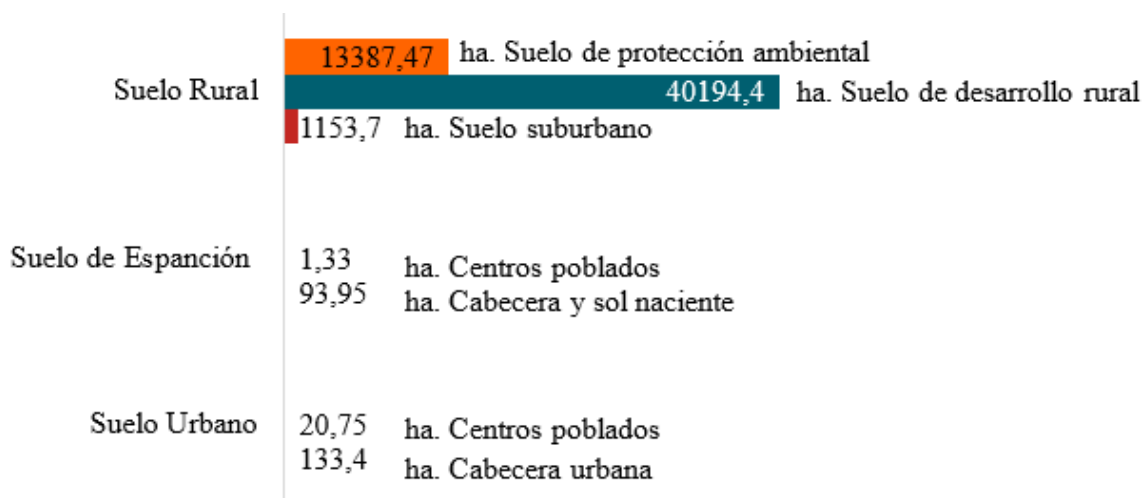 13387,47 ha. Suelo de protección ambiental
Suelo Rural 40194,4 ha. Suelo de desarrollo rural
1153,7 ha. Suelo suburbano
Suelo de Espanción 1,33 ha. Centros poblados
93,95 ha. Cabecera y sol naciente
Suelo Urbano 20,75 ha. Centros poblados
133,4 ha. Cabecera urbana